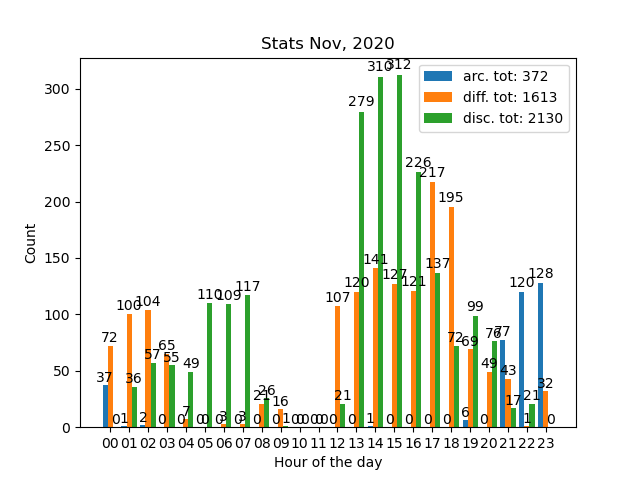 Stats Nov, 2020
arc. tot: 372
diff. tot: 1613
disc. tot: 2130
Count
300
250
200
150
100
50
0
37 72 0
1 100 36
2 104 57
0 65 55
0 7 49
0 0 110
0 3 109
0 3 117
0 21 26
0 16 1
0 0 0
0 0 0
0 107 21
0 120 279
1 141 310
0 127 312
0 121 226
0 217 137
0 195 72
6 69 99
0 49 76
77 43 17
120 1 21
128 32 0
00 01 02 03 04 05 06 07 08 09 10 11 12 13 14 15 16 17 18 19 20 21 22 23
Hour of the day